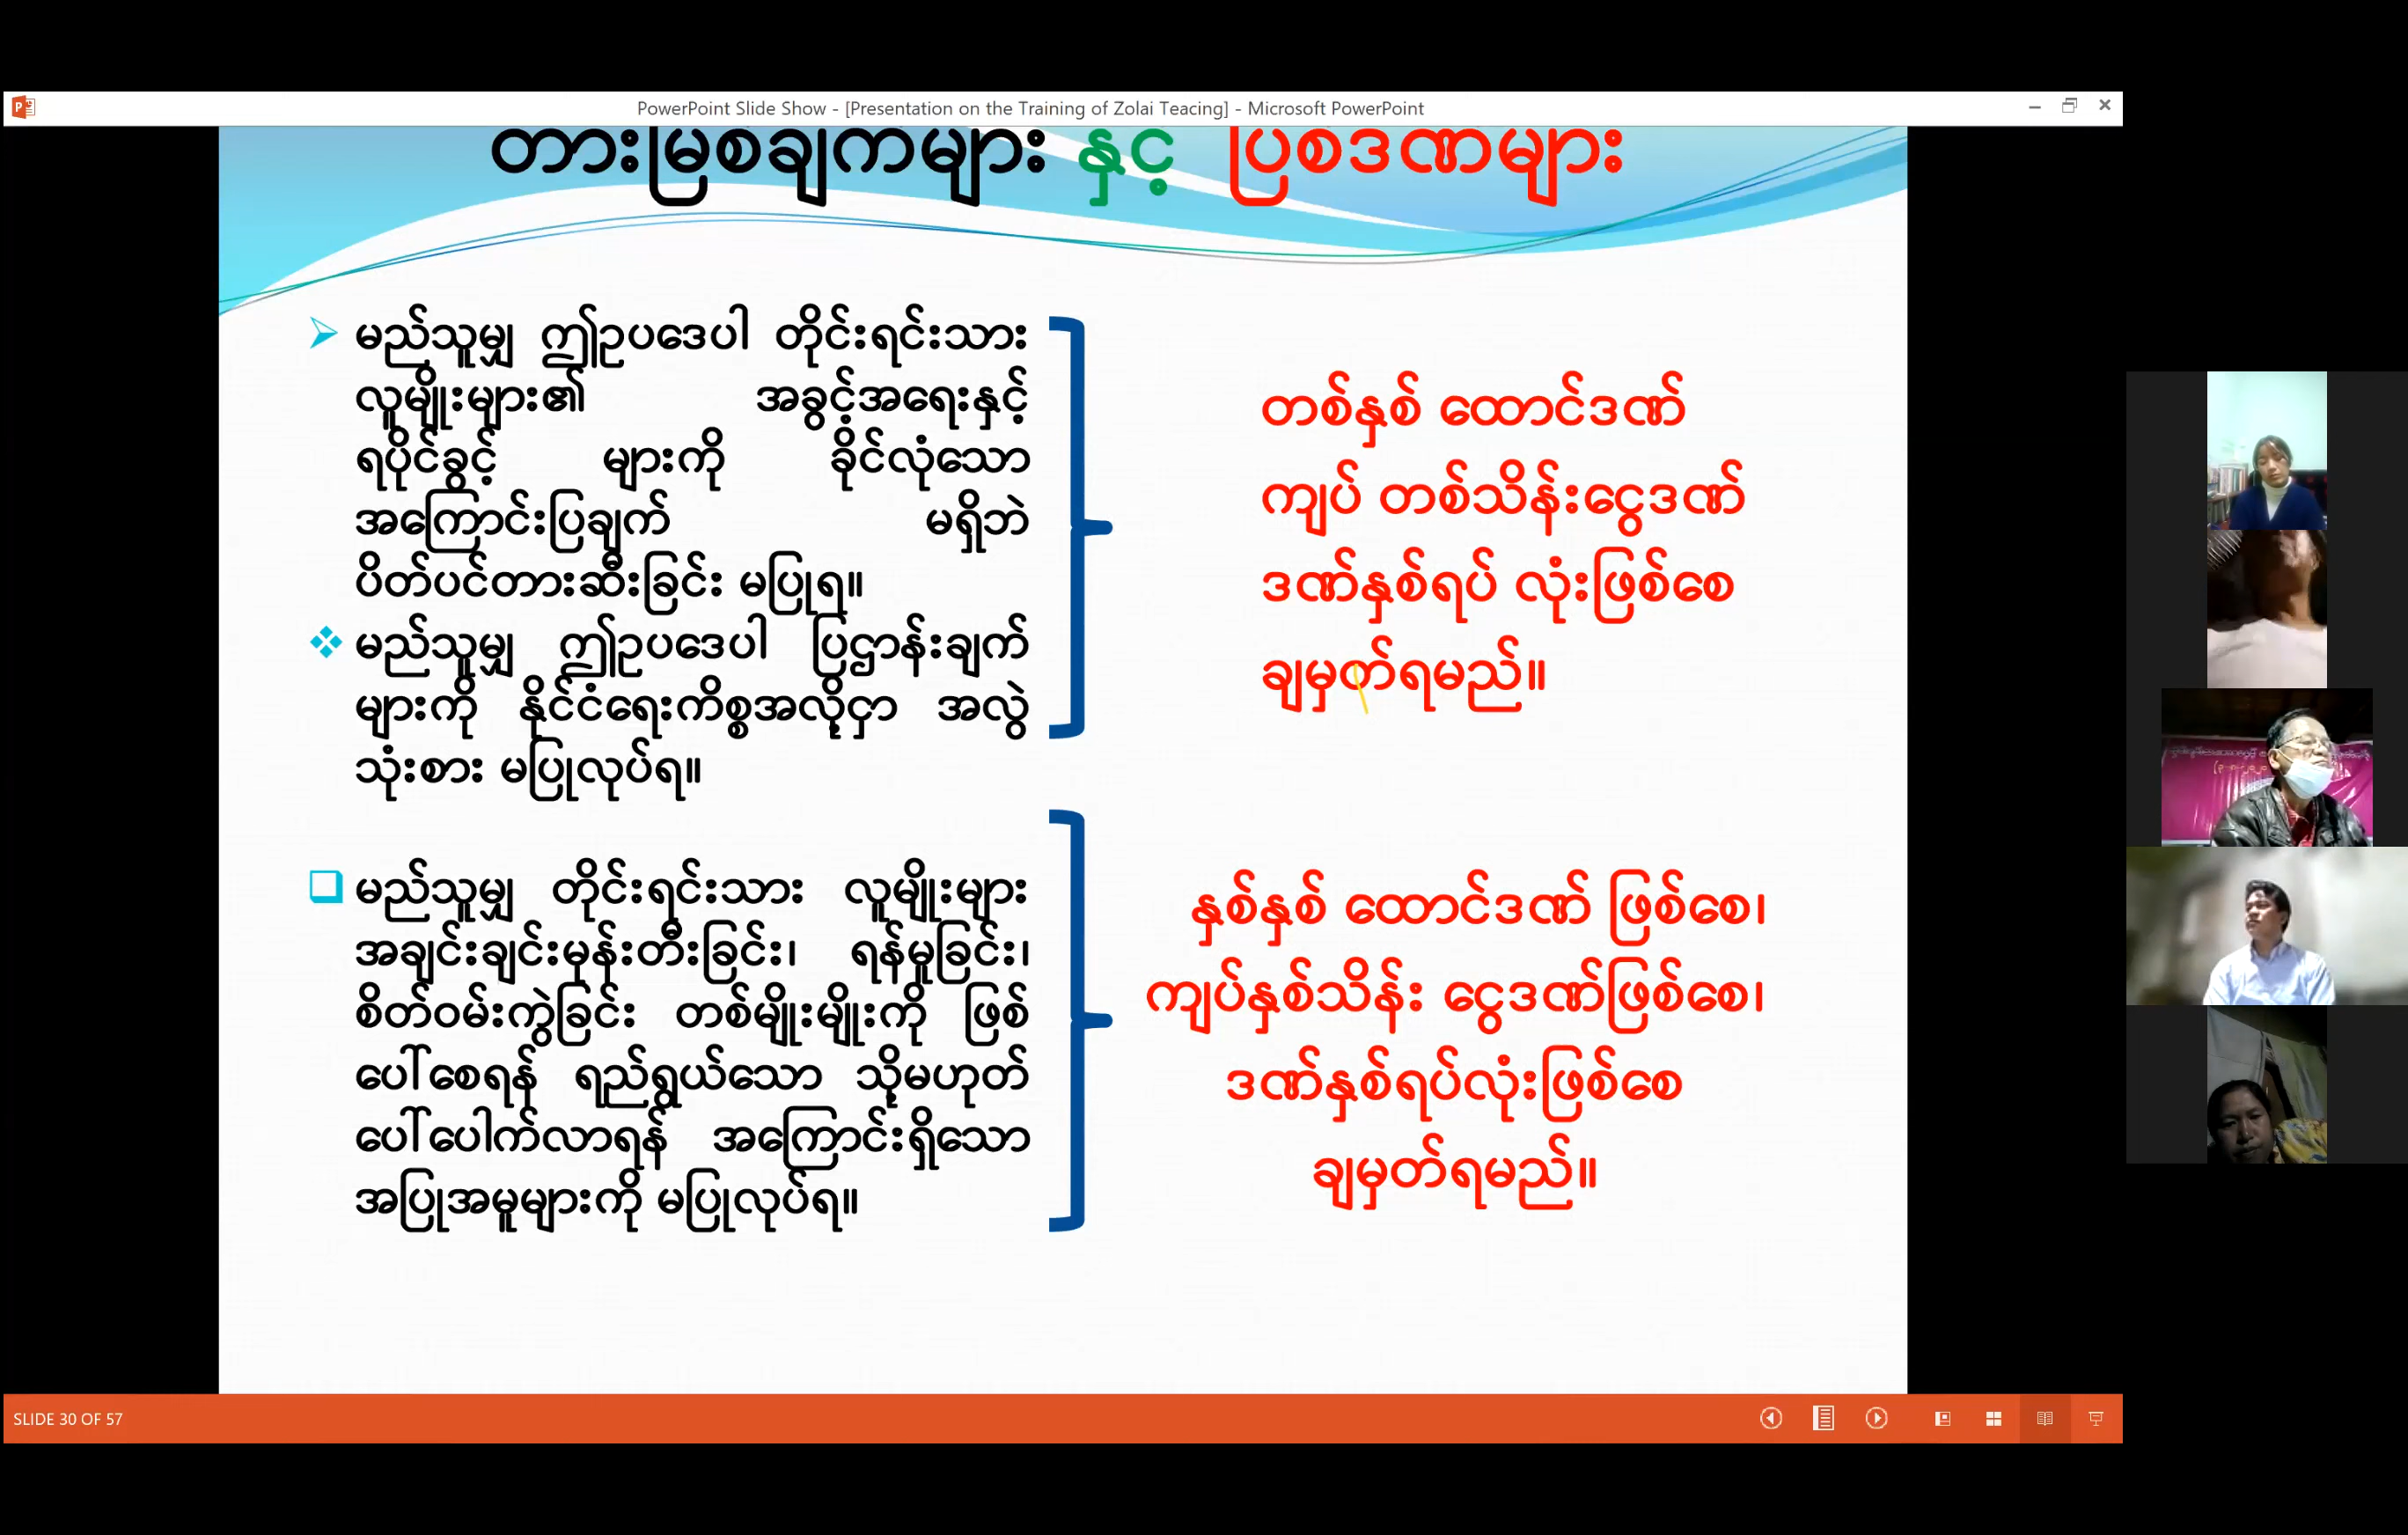 PowerPoint Slide Show - [Presentation on the Training of Zolai Teacing] - Microsoft PowerPoint
တားမြစ်ချက်များ နှင့် ပြစ်ဒဏ်များ
မည်သူမျှ ဤဥပဒေပါ တိုင်းရင်းသား
လူမျိုးများ၏ အခွင့်အရေးနှင့်
ရပိုင်ခွင့် များကို ခိုင်လုံသော
အကြောင်းပြချက် မရှိဘဲ
ပိတ်ပင်တားဆီးခြင်း မပြုရ။
မည်သူမျှ ဤဥပဒေပါ ပြဌာန်းချက်
များကို နိုင်ငံရေးကိစ္စအလို့ငှာ အလွဲ
သုံးစား မပြုလုပ်ရ။
တစ်နှစ် ထောင်ဒဏ်
ကျပ် တစ်သိန်းငွေဒဏ်
ဒဏ်နှစ်ရပ် လုံးဖြစ်စေ
ချမှတ်ရမည်။
မည်သူမျှ တိုင်းရင်းသား လူမျိုးများ
အချင်းချင်းမုန်းတီးခြင်း၊ ရန်မူခြင်း၊
စိတ်ဝမ်းကွဲခြင်း တစ်မျိုးမျိုးကို ဖြစ်
ပေါ်စေရန် ရည်ရွယ်သော သို့မဟုတ်
ပေါ်ပေါက်လာရန် အကြောင်းရှိသော
အပြုအမူများကို မပြုလုပ်ရ။
နှစ်နှစ် ထောင်ဒဏ် ဖြစ်စေ၊
ကျပ်နှစ်သိန်း ငွေဒဏ်ဖြစ်စေ၊
ဒဏ်နှစ်ရပ်လုံးဖြစ်စေ
ချမှတ်ရမည်။
SLIDE 30 OF 57